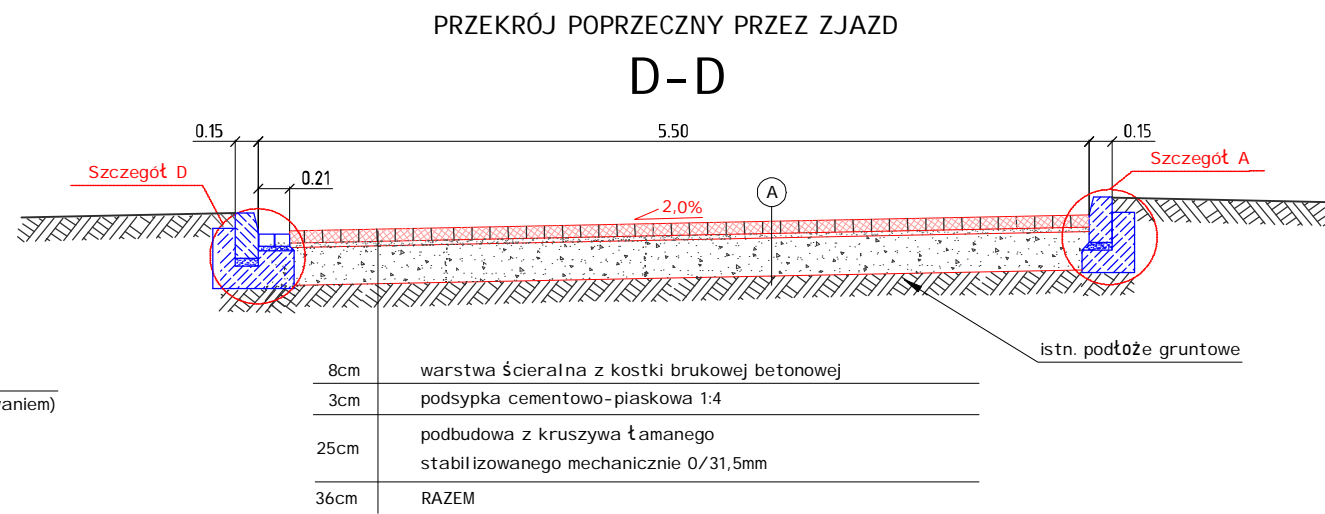 PRZEKRÓJ POPRZECZNY PRZEZ ZJAZD
D-D
0.15
5.50
0.15
Szczegół D
Szczegół A
0.21
A
2,0%
istn. podłoże gruntowe
8cm warstwa ścieralna z kostki brukowej betonowej
aniem)
3cm podsypka cementowo-piaskowa 1:4
25cm podbudowa z kruszywa łamanego
stabilizowanego mechanicznie 0/31,5mm
36cm RAZEM